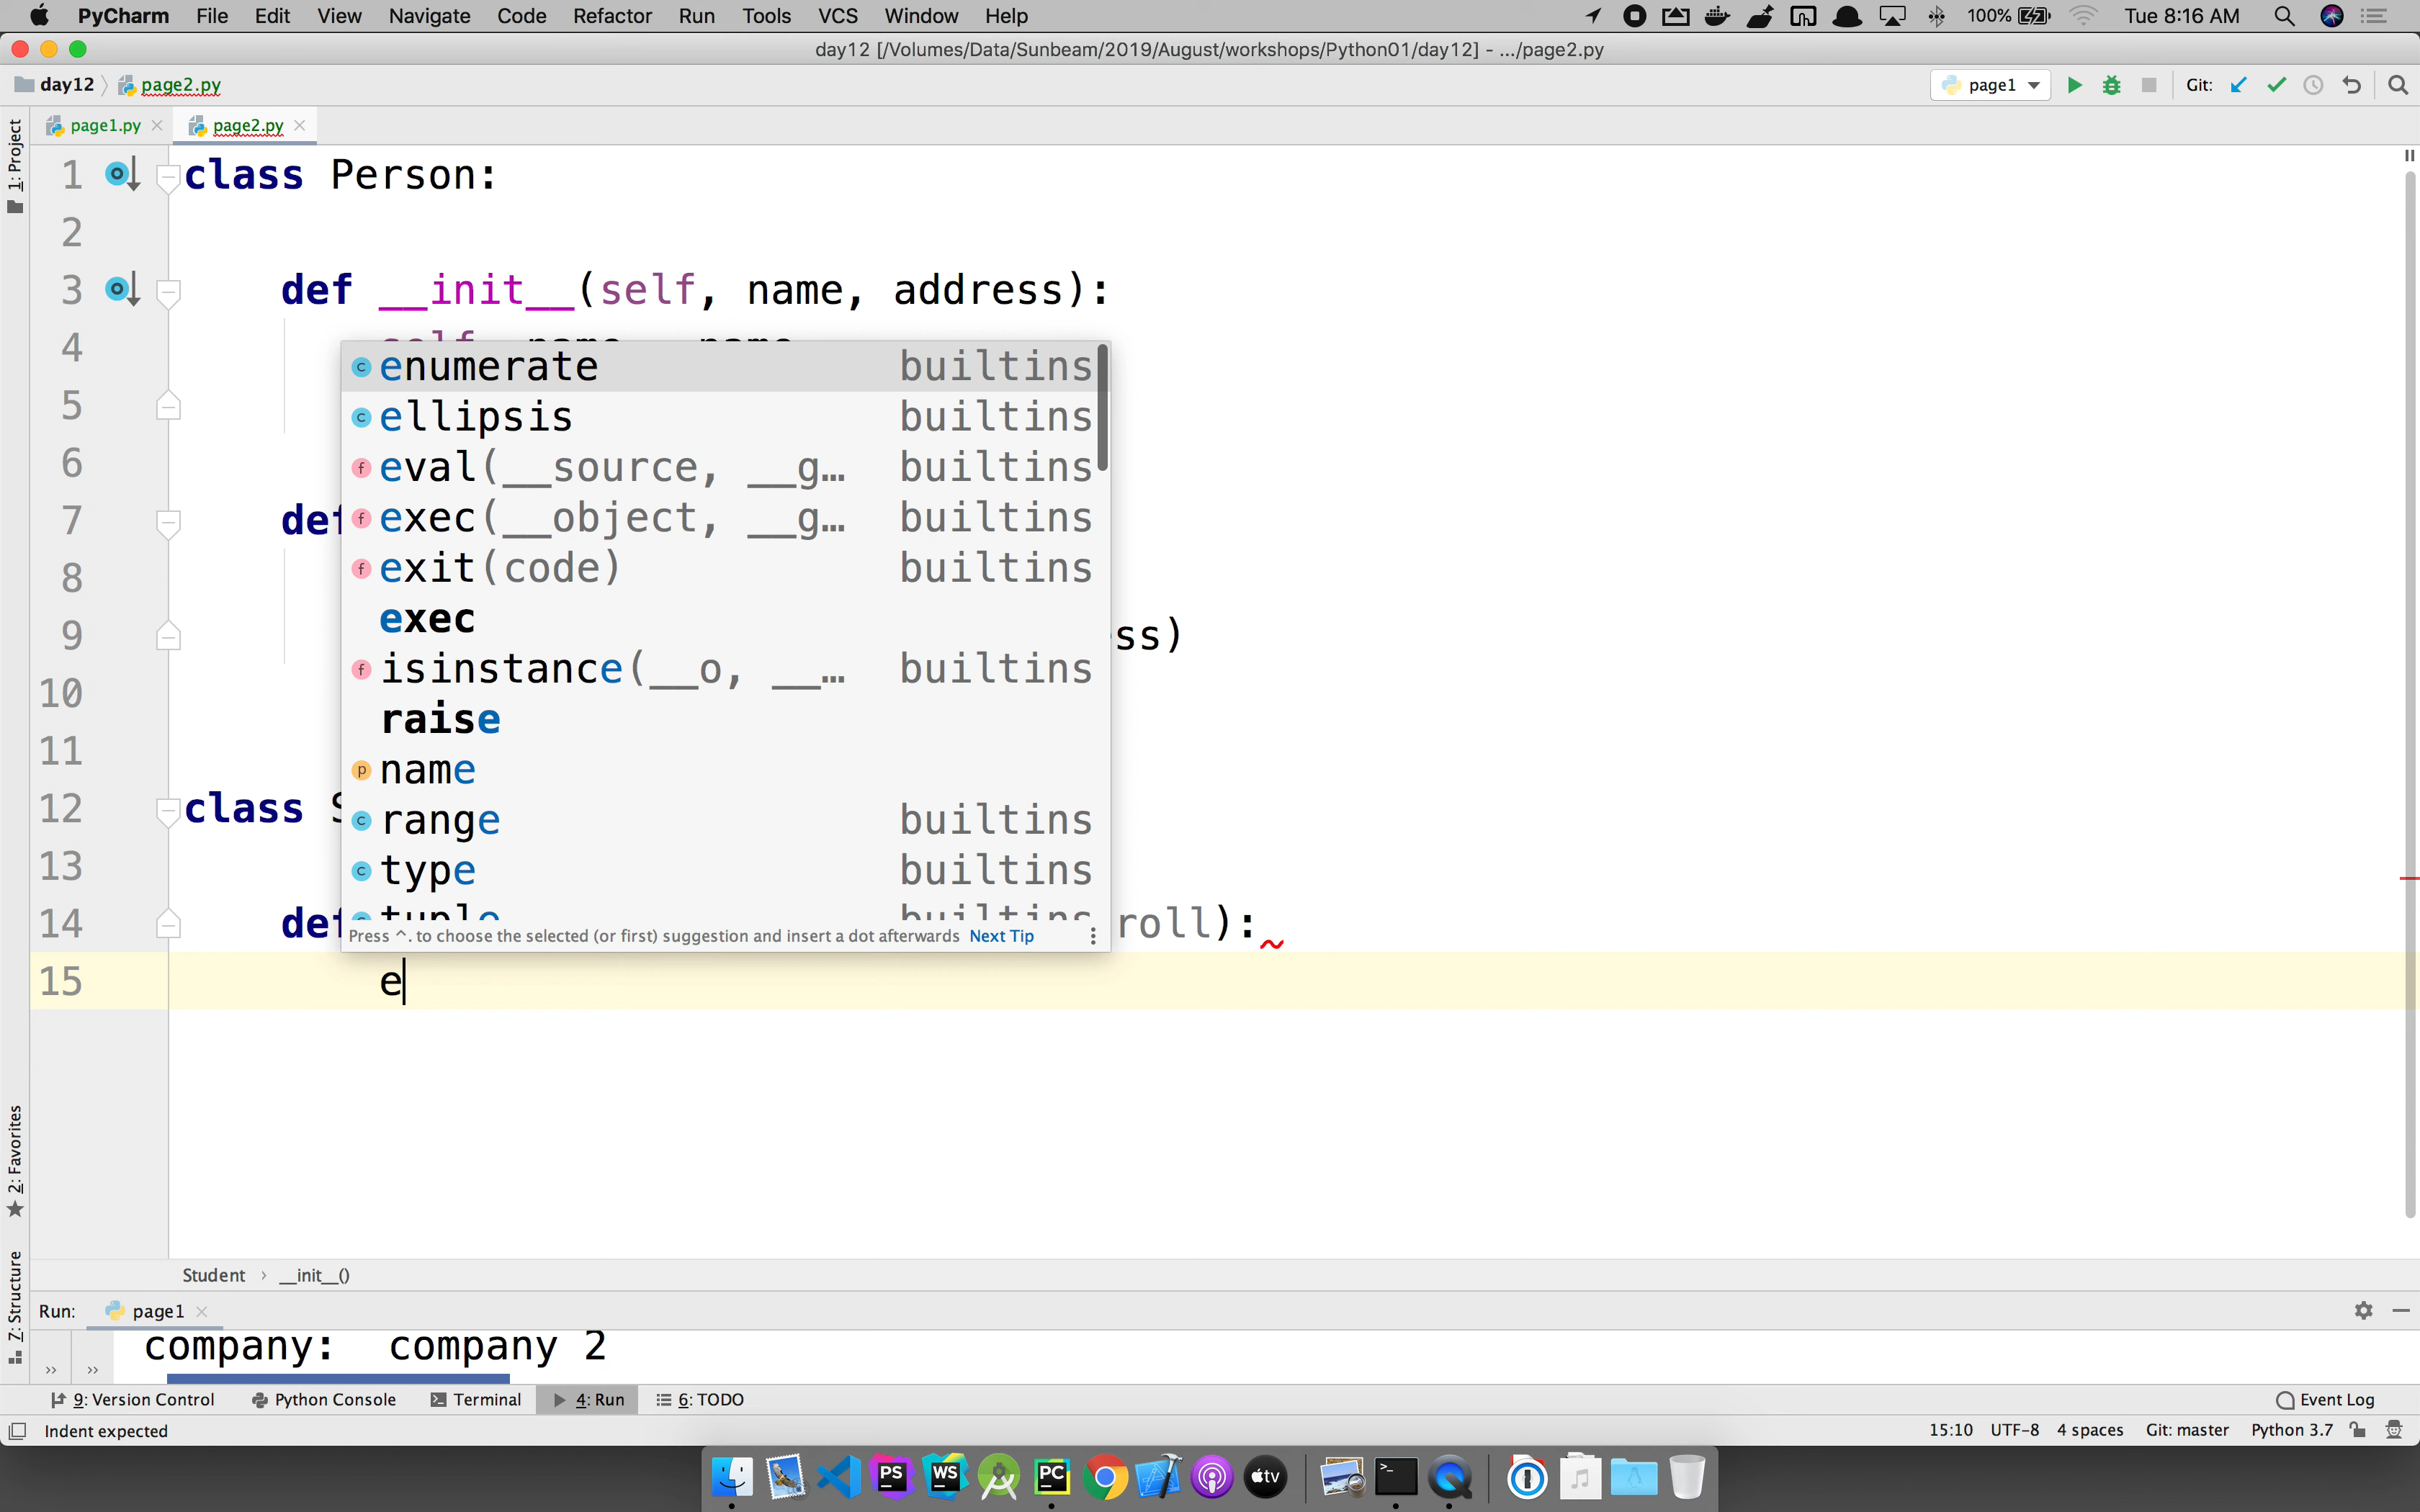 PyCharm File Edit View Navigate Code Refactor Run Tools VCS Window Help 100% Tue 8:16 AM
day12 [/Volumes/Data/Sunbeam/2019/August/workshops/Python01/day12] - .../page2.py
day12 page2.py page1 Git:
page1.py page2.py
1: Project
1 class Person:
2
3 def __init__(self, name, address):
4
enumerate builtins
5
ellipsis builtins
6
eval(__source, __g… builtins
7 def
exec(__object, __g… builtins
8
exit(code) builtins
9 ss)
exec
isinstance(__o, __… builtins
10
raise
11
name
12 class S
range builtins
13
type builtins
tuple builtins
14 def roll):
Press ^. to choose the selected (or first) suggestion and insert a dot afterwards Next Tip
15 e
2: Favorites
7: Structure
Student › __init__()
Run: page1
company: company 2
9: Version Control Python Console Terminal 4: Run 6: TODO Event Log
Indent expected 15:10 UTF-8 4 spaces Git: master Python 3.7
PS WS PC tv